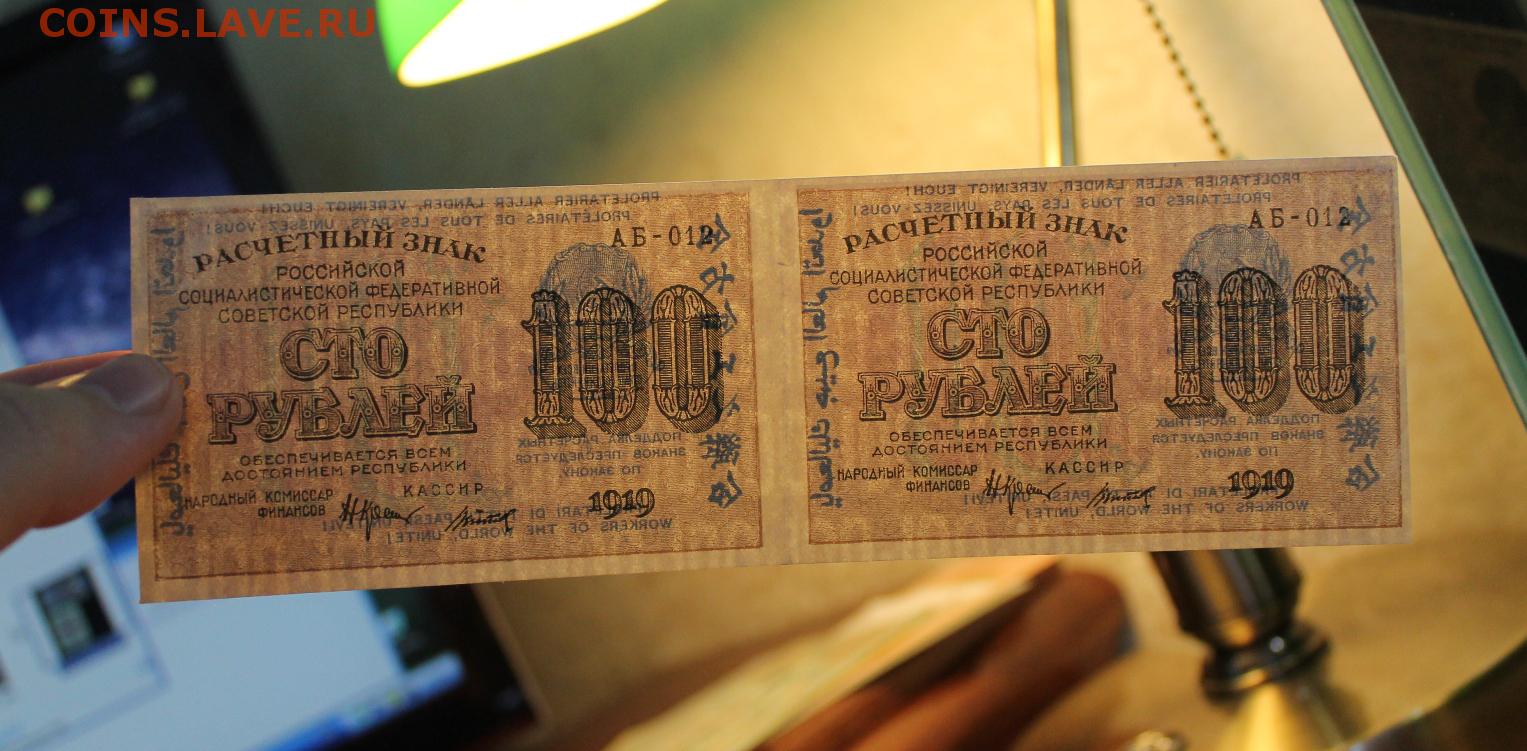 COINS.LAVE.RU
PROLETARIER ALLER LÄNDER, VEREINIGT EUCH!
PROLÉTAIRES DE TOUS LES PAYS, UNISSEZ VOUS!
РАСЧЕТНЫЙ ЗНАК
АБ-012
РОССИЙСКОЙ
СОЦИАЛИСТИЧЕСКОЙ ФЕДЕРАТИВНОЙ
СОВЕТСКОЙ РЕСПУБЛИКИ
СТО
РУБЛЕЙ
100
ОБЕСПЕЧИВАЕТСЯ ВСЕМ
ДОСТОЯНИЕМ РЕСПУБЛИКИ
ПОДДЕЛКА РАСЧЕТНЫХ
ЗНАКОВ ПРЕСЛЕДУЕТСЯ
ПО ЗАКОНУ.
НАРОДНЫЙ КОМИССАР
ФИНАНСОВ
КАССИР
1919
WORKERS OF THE WORLD, UNITE!
PROLETARIER ALLER LÄNDER, VEREINIGT EUCH!
PROLÉTAIRES DE TOUS LES PAYS, UNISSEZ VOUS!
РАСЧЕТНЫЙ ЗНАК
АБ-012
РОССИЙСКОЙ
СОЦИАЛИСТИЧЕСКОЙ ФЕДЕРАТИВНОЙ
СОВЕТСКОЙ РЕСПУБЛИКИ
СТО
РУБЛЕЙ
100
ОБЕСПЕЧИВАЕТСЯ ВСЕМ
ДОСТОЯНИЕМ РЕСПУБЛИКИ
ПОДДЕЛКА РАСЧЕТНЫХ
ЗНАКОВ ПРЕСЛЕДУЕТСЯ
ПО ЗАКОНУ.
НАРОДНЫЙ КОМИССАР
ФИНАНСОВ
КАССИР
1919
WORKERS OF THE WORLD, UNITE!